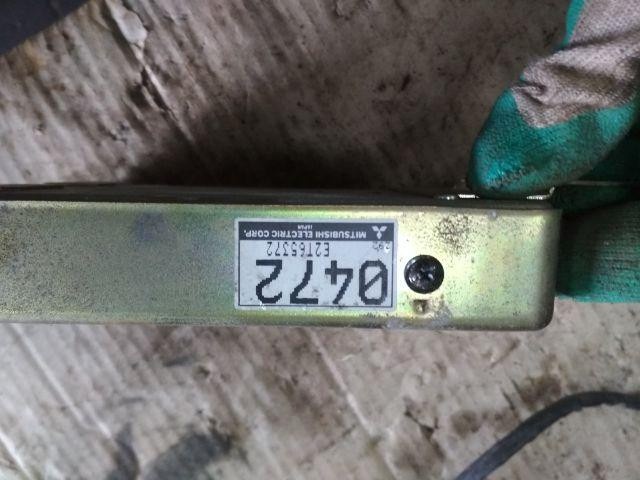 MITSUBISHI ELECTRIC CORP.
JAPAN
E2T65372
0472